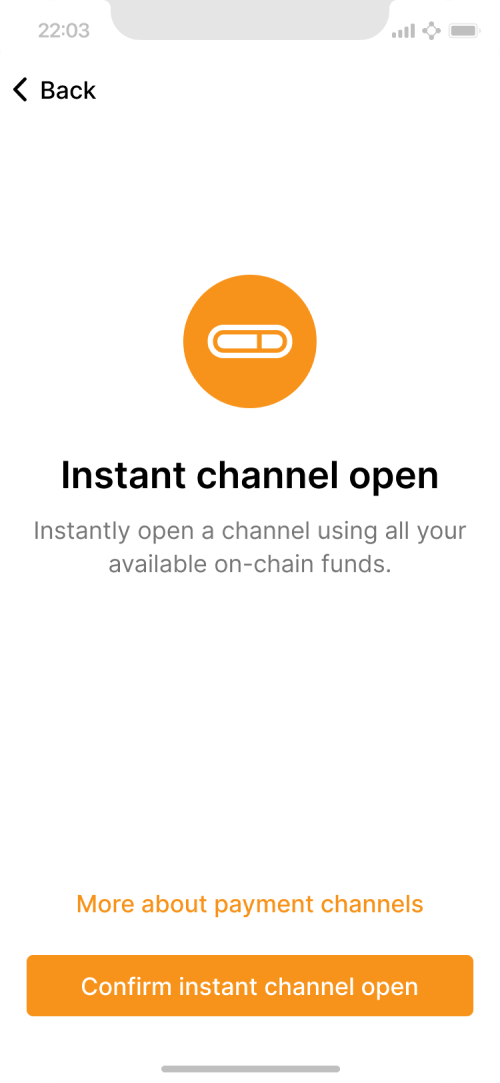 22:03
Back
Instant channel open
Instantly open a channel using all your
available on-chain funds.
More about payment channels
Confirm instant channel open